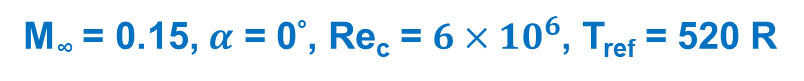 M∞ = 0.15, α = 0°, Rec = 6 × 10⁶, Tref = 520 R